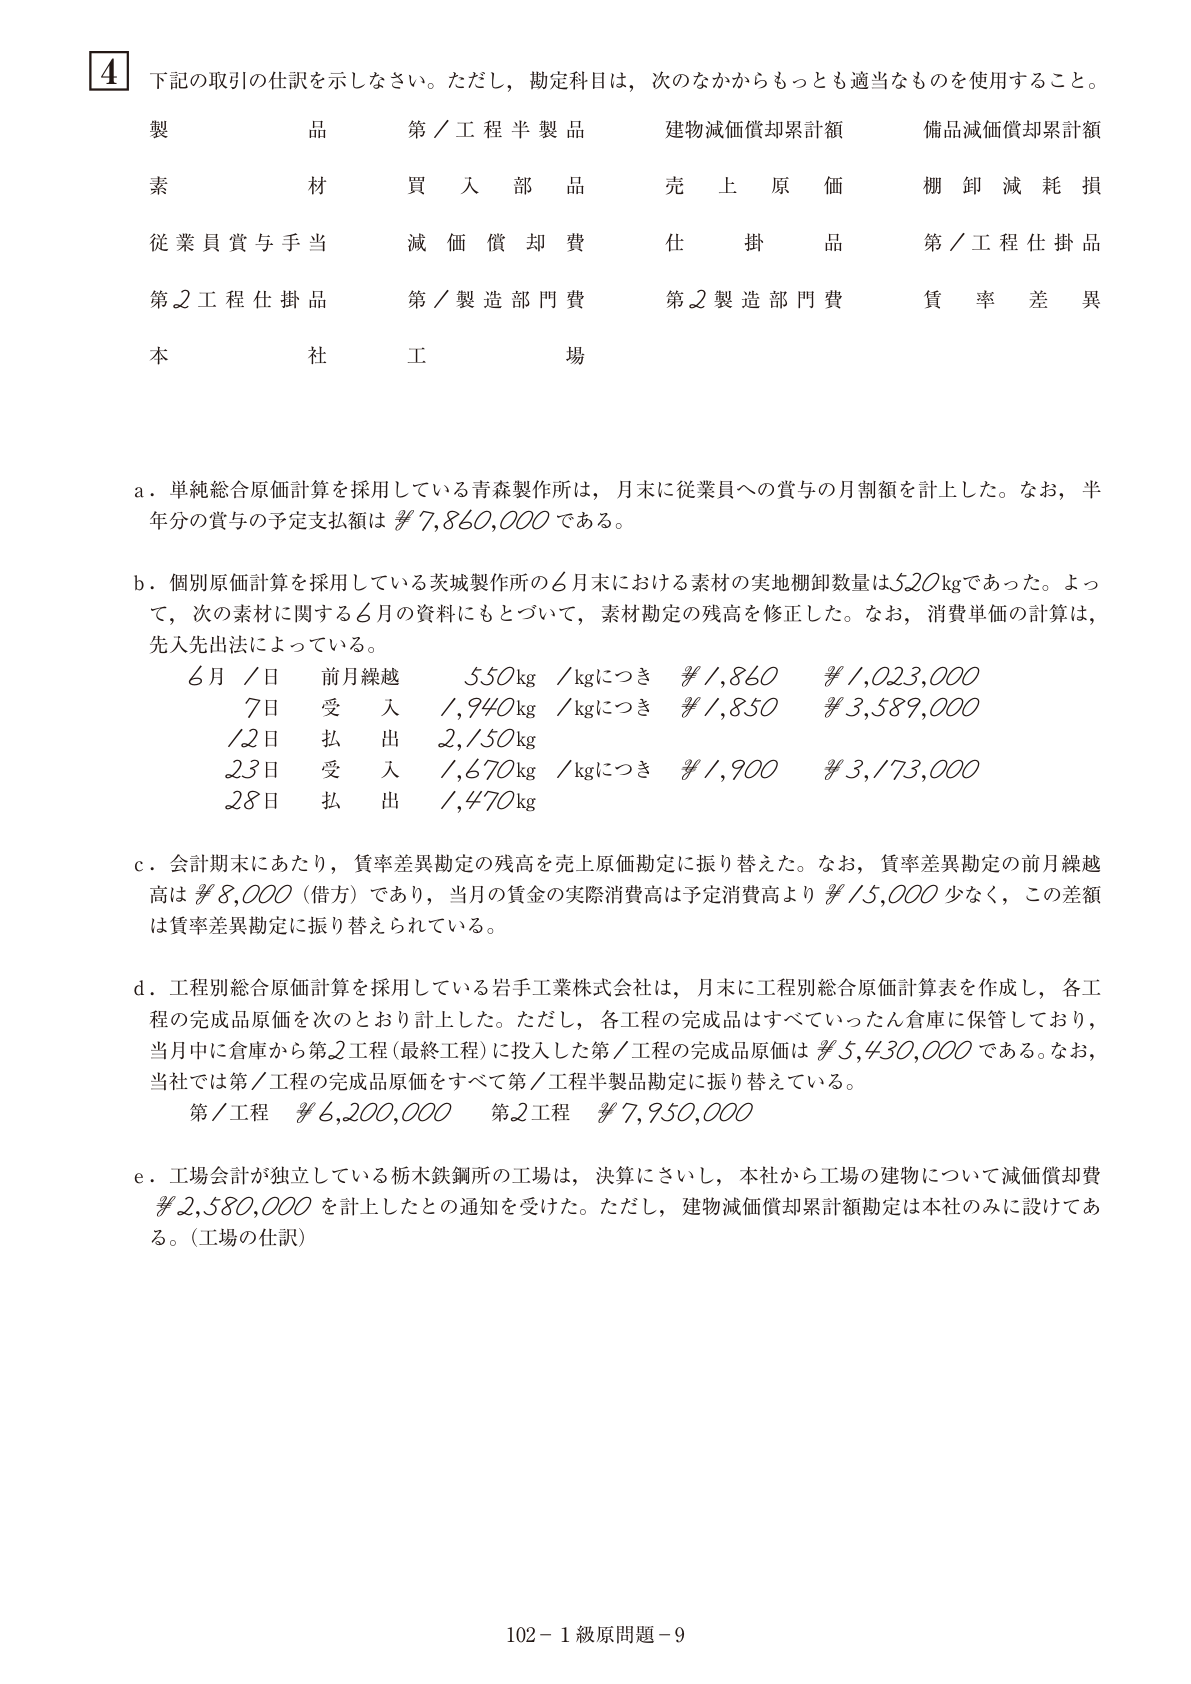 4 下記の取引の仕訳を示しなさい。ただし，勘定科目は，次のなかからもっとも適当なものを使用すること。
製品 第1工程半製品 建物減価償却累計額 備品減価償却累計額
素材 買入部品 売上原価 棚卸減耗損
従業員賞与手当 減価償却費 仕掛品 第1工程仕掛品
第2工程仕掛品 第1製造部門費 第2製造部門費 賃率差異
本社 工場
a．単純総合原価計算を採用している青森製作所は，月末に従業員への賞与の月割額を計上した。なお，半
年分の賞与の予定支払額は ¥7,860,000 である。
b．個別原価計算を採用している茨城製作所の6月末における素材の実地棚卸数量は520kgであった。よっ
て，次の素材に関する6月の資料にもとづいて，素材勘定の残高を修正した。なお，消費単価の計算は，
先入先出法によっている。
6月 1日 前月繰越 550kg 1kgにつき ¥1,860 ¥1,023,000
7日 受入 1,940kg 1kgにつき ¥1,850 ¥3,589,000
12日 払出 2,150kg
23日 受入 1,670kg 1kgにつき ¥1,900 ¥3,173,000
28日 払出 1,470kg
c．会計期末にあたり，賃率差異勘定の残高を売上原価勘定に振り替えた。なお，賃率差異勘定の前月繰越
高は ¥8,000（借方）であり，当月の賃金の実際消費高は予定消費高より ¥15,000 少なく，この差額
は賃率差異勘定に振り替えられている。
d．工程別総合原価計算を採用している岩手工業株式会社は，月末に工程別総合原価計算表を作成し，各工
程の完成品原価を次のとおり計上した。ただし，各工程の完成品はすべていったん倉庫に保管しており，
当月中に倉庫から第2工程（最終工程）に投入した第1工程の完成品原価は ¥5,430,000 である。なお，
当社では第1工程の完成品原価をすべて第1工程半製品勘定に振り替えている。
第1工程 ¥6,200,000 第2工程 ¥7,950,000
e．工場会計が独立している栃木鉄鋼所の工場は，決算にさいし，本社から工場の建物について減価償却費
¥2,580,000 を計上したとの通知を受けた。ただし，建物減価償却累計額勘定は本社のみに設けてあ
る。（工場の仕訳）
102－1級原問題－9